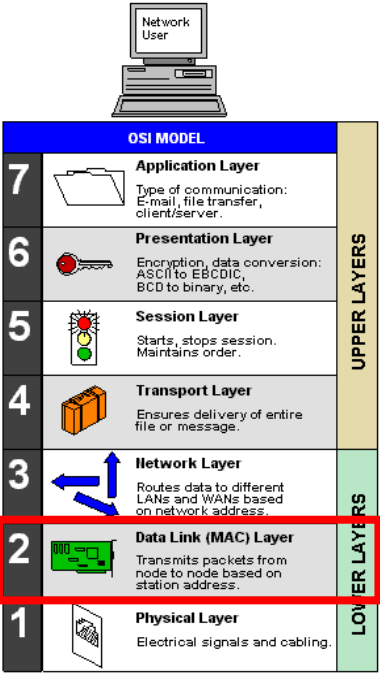 Network
User
OSI MODEL
7
Application Layer
Type of communication:
E-mail, file transfer,
client/server.
6
Presentation Layer
Encryption, data conversion:
ASCII to EBCDIC,
BCD to binary, etc.
5
Session Layer
Starts, stops session.
Maintains order.
4
Transport Layer
Ensures delivery of entire
file or message.
UPPER LAYERS
3
Network Layer
Routes data to different
LANs and WANs based
on network address.
2
Data Link (MAC) Layer
Transmits packets from
node to node based on
station address.
1
Physical Layer
Electrical signals and cabling.
LOWER LAYERS